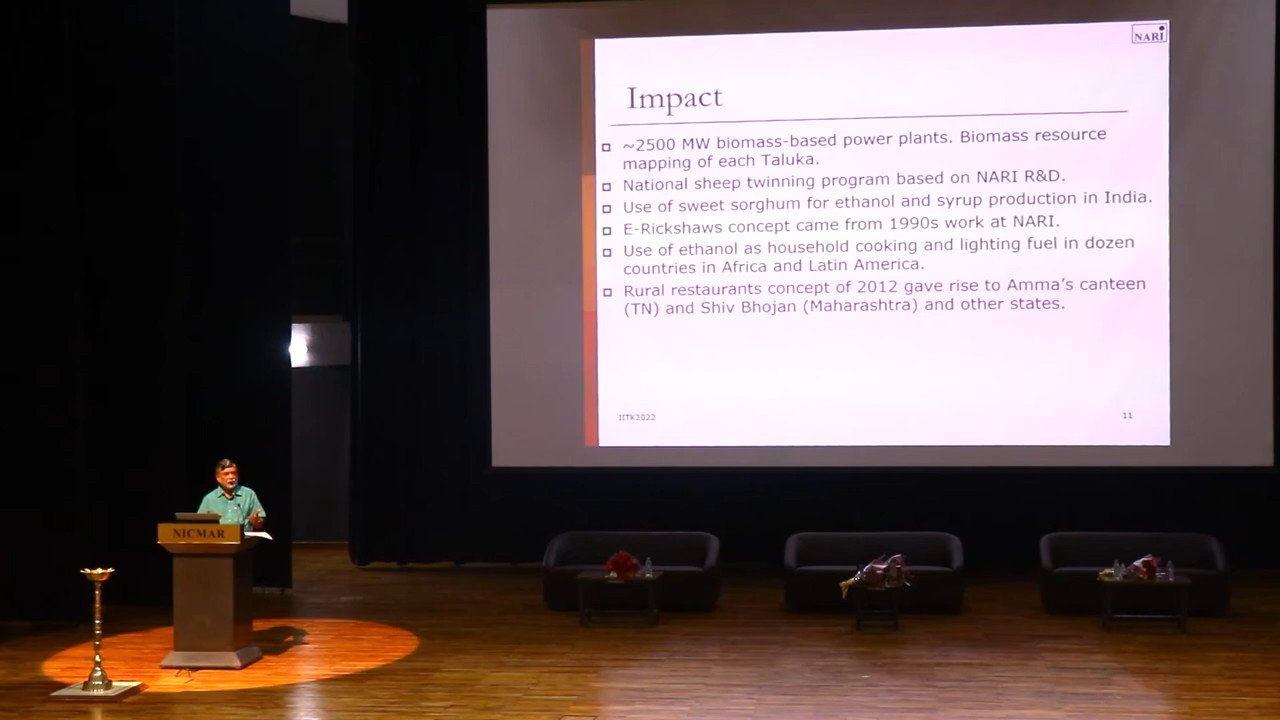 NARI
Impact
~2500 MW biomass-based power plants. Biomass resource
mapping of each Taluka.
National sheep twinning program based on NARI R&D.
Use of sweet sorghum for ethanol and syrup production in India.
E-Rickshaws concept came from 1990s work at NARI.
Use of ethanol as household cooking and lighting fuel in dozen
countries in Africa and Latin America.
Rural restaurants concept of 2012 gave rise to Amma's canteen
(TN) and Shiv Bhojan (Maharashtra) and other states.
IITK2022
11
NICMAR